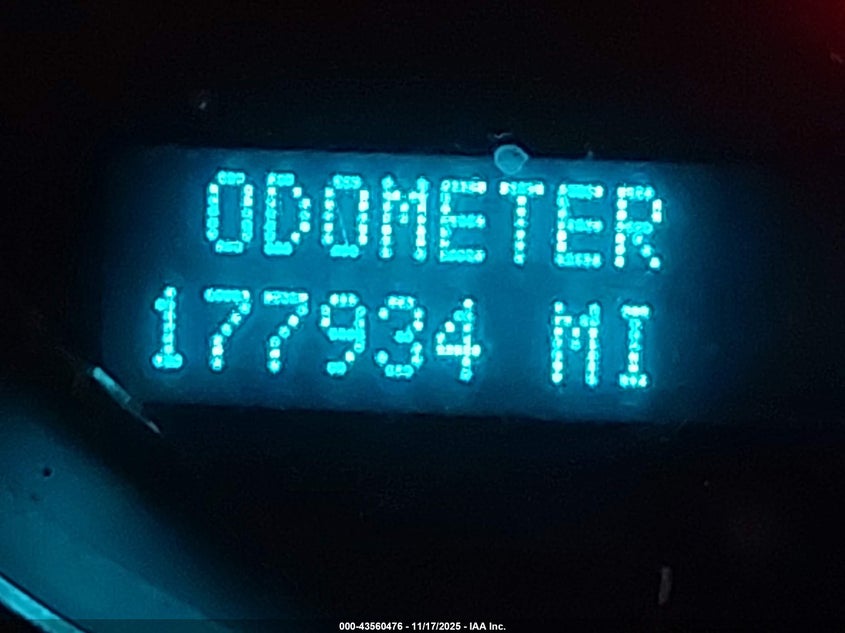 ODOMETER
177934 MI
000-43560476 - 11/17/2025 - IAA Inc.